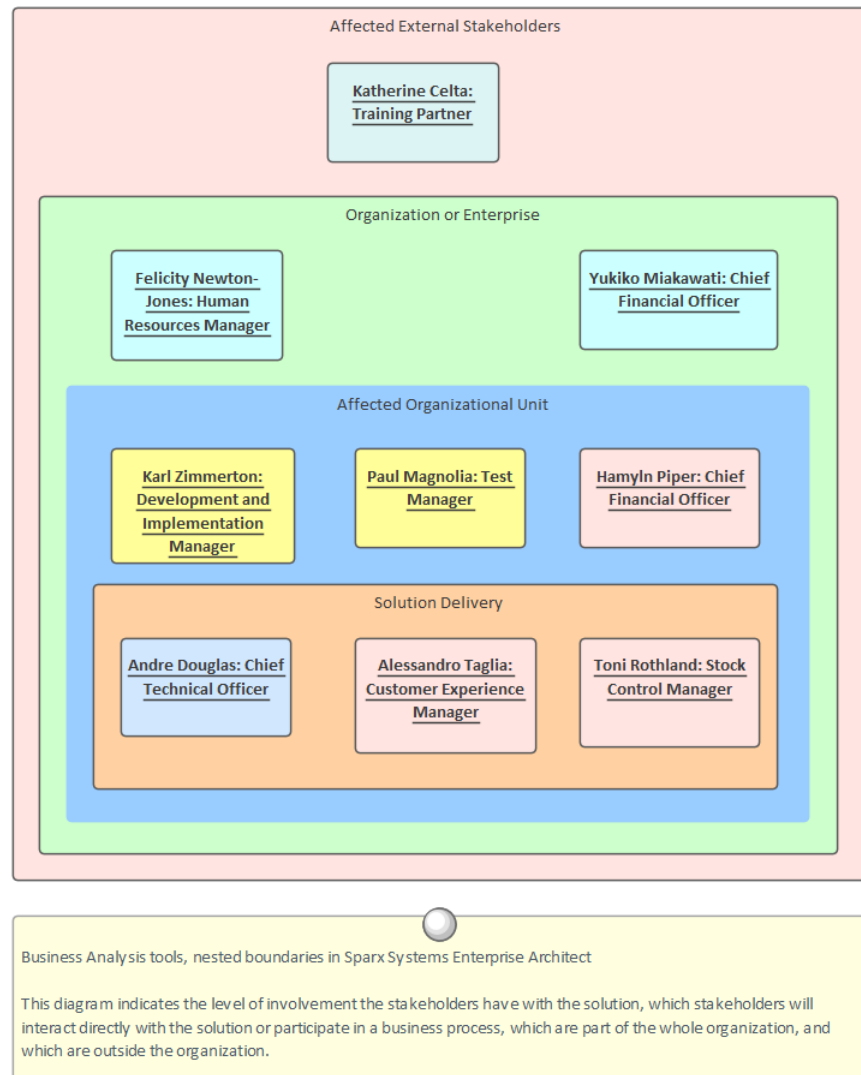 Affected External Stakeholders
Katherine Celta:
Training Partner
Organization or Enterprise
Felicity Newton-
Jones: Human
Resources Manager
Yukiko Miakawati: Chief
Financial Officer
Affected Organizational Unit
Karl Zimmerton:
Development and
Implementation
Manager
Paul Magnolia: Test
Manager
Hamyln Piper: Chief
Financial Officer
Solution Delivery
Andre Douglas: Chief
Technical Officer
Alessandro Taglia:
Customer Experience
Manager
Toni Rothland: Stock
Control Manager
Business Analysis tools, nested boundaries in Sparx Systems Enterprise Architect
This diagram indicates the level of involvement the stakeholders have with the solution, which stakeholders will
interact directly with the solution or participate in a business process, which are part of the whole organization, and
which are outside the organization.